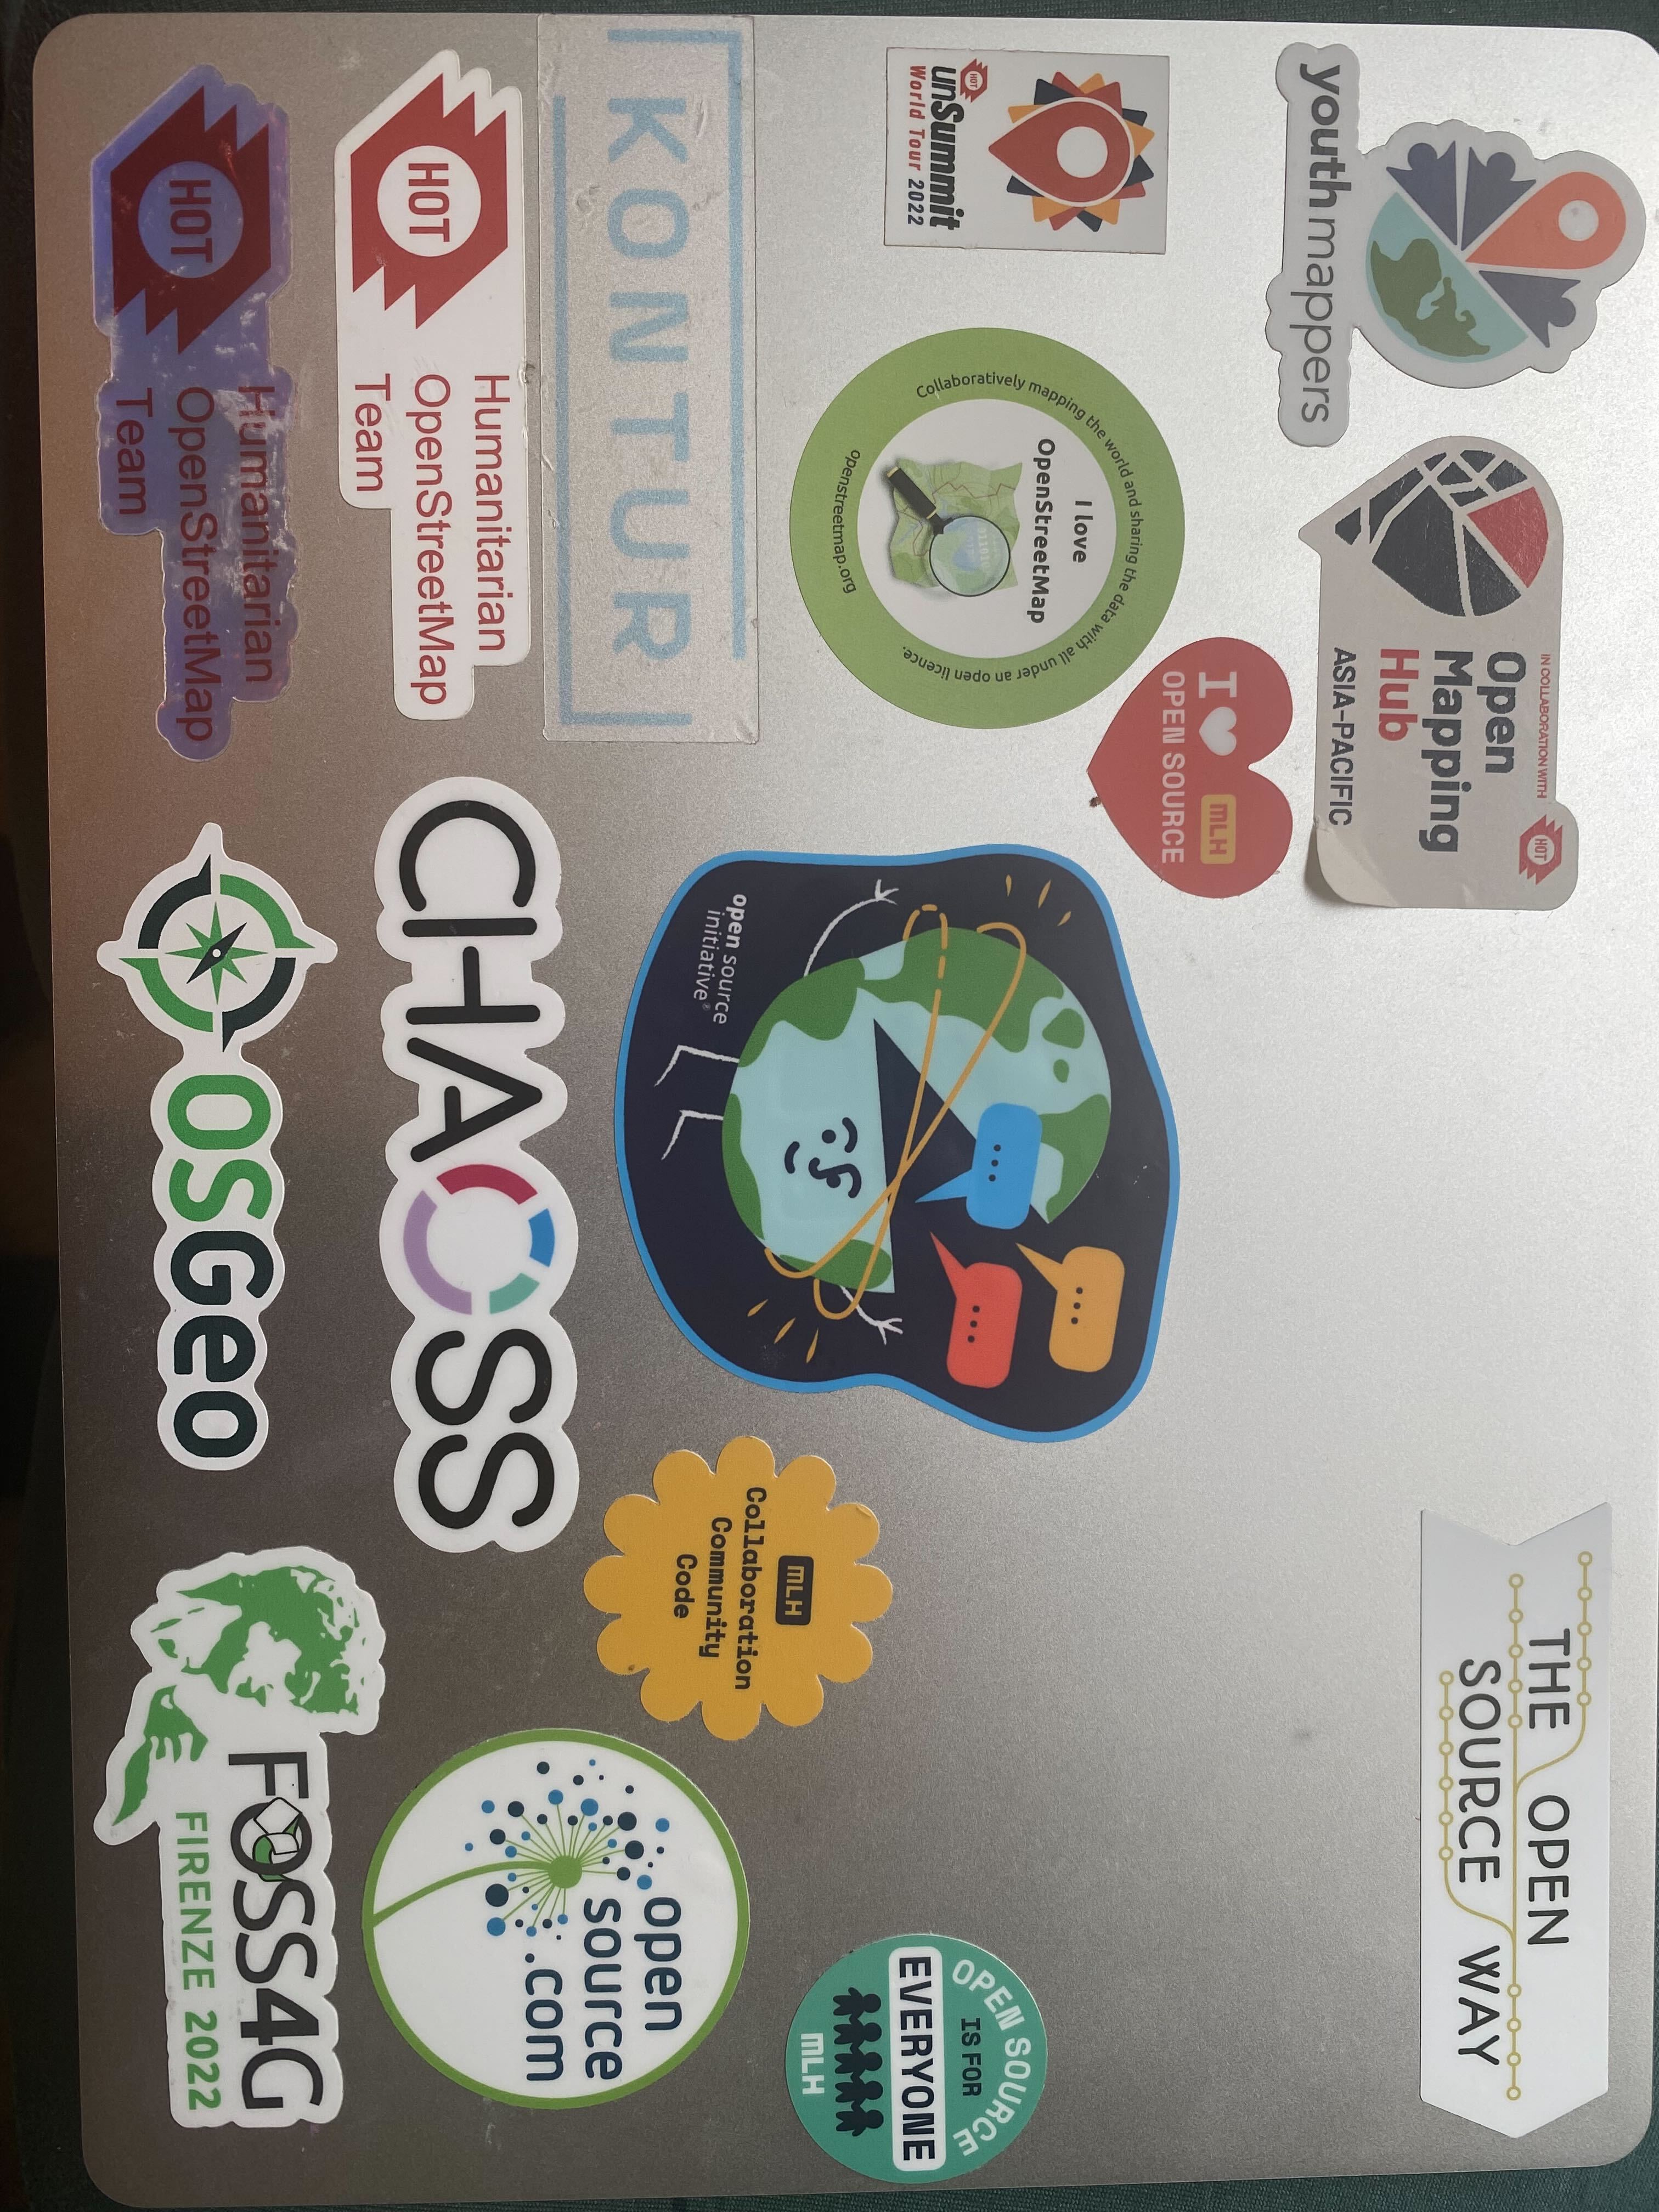 youthmappers
IN COLLABORATION WITH
HOT
Open
Mapping
Hub
ASIA-PACIFIC
THE OPEN
SOURCE WAY
I MLH
OPEN SOURCE
HOT
unSummit
World Tour 2022
Collaboratively mapping the world and sharing the data with all under an open licence.
I love
OpenStreetMap
openstreetmap.org
open source
initiative®
OPEN SOURCE
IS FOR
EVERYONE
MLH
MLH
Collaboration
Community
Code
open
source
.com
KONTUR
HOT
Humanitarian
OpenStreetMap
Team
CHAOSS
HOT
Humanitarian
OpenStreetMap
Team
OSGeo
FOSS4G
FIRENZE 2022